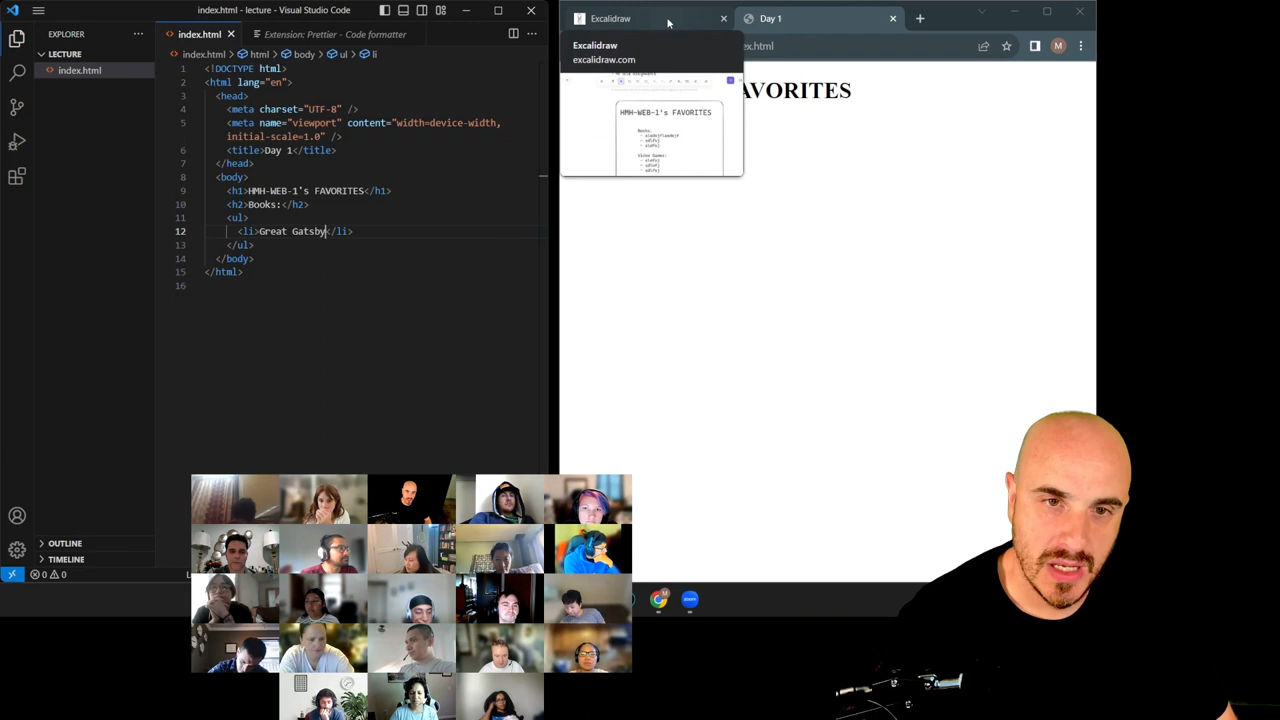 index.html - lecture - Visual Studio Code
EXPLORER
LECTURE
index.html
OUTLINE
TIMELINE
index.html
Extension: Prettier - Code formatter
index.html > html > body > ul > li
1 <!DOCTYPE html>
2 <html lang="en">
3 <head>
4 <meta charset="UTF-8" />
5 <meta name="viewport" content="width=device-width,
initial-scale=1.0" />
6 <title>Day 1</title>
7 </head>
8 <body>
9 <h1>HMH-WEB-1's FAVORITES</h1>
10 <h2>Books:</h2>
11 <ul>
12 <li>Great Gatsby</li>
13 </ul>
14 </body>
15 </html>
16
0 0
Excalidraw
Day 1
ex.html
M
Excalidraw
excalidraw.com
HMH-WEB-1's FAVORITES
Books:
Video Games:
AVORITES
M
zoom